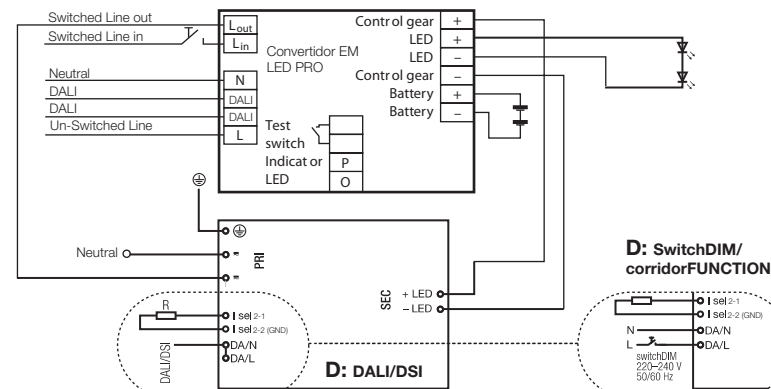 Switched Line out
Switched Line in
Neutral
DALI
DALI
Un-Switched Line
Lout
Lin
N
DALI
DALI
L
Convertidor EM
LED PRO
Test
switch
Indicat or
LED
P
O
Control gear +
LED +
LED –
Control gear –
Battery +
Battery –
Neutral
PRI
SEC
+ LED
– LED
R
I sel 2-1
I sel 2-2 (GND)
DA/N
DA/L
DALI/DSI
D: DALI/DSI
D: SwitchDIM/
corridorFUNCTION
I sel 2-1
I sel 2-2 (GND)
N
DA/N
L
DA/L
switchDIM
220–240 V
50/60 Hz